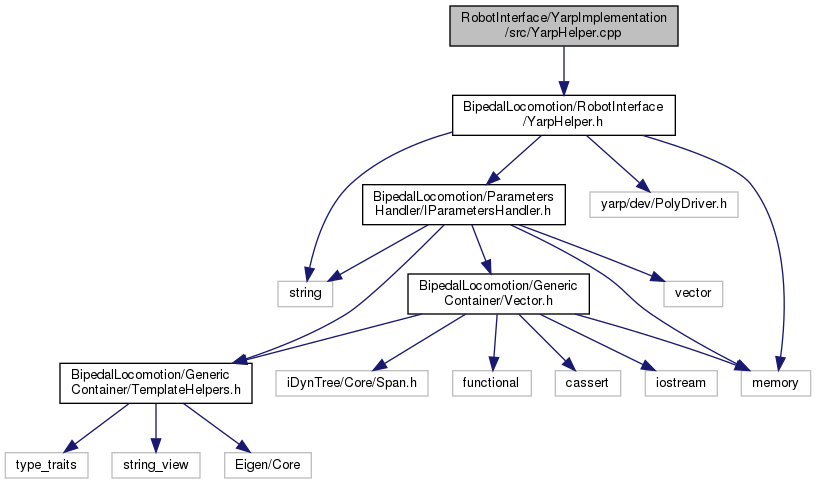 RobotInterface/YarpImplementation
/src/YarpHelper.cpp
BipedalLocomotion/RobotInterface
/YarpHelper.h
BipedalLocomotion/Parameters
Handler/IParametersHandler.h
yarp/dev/PolyDriver.h
string
BipedalLocomotion/Generic
Container/Vector.h
vector
BipedalLocomotion/Generic
Container/TemplateHelpers.h
iDynTree/Core/Span.h
functional
cassert
iostream
memory
type_traits
string_view
Eigen/Core